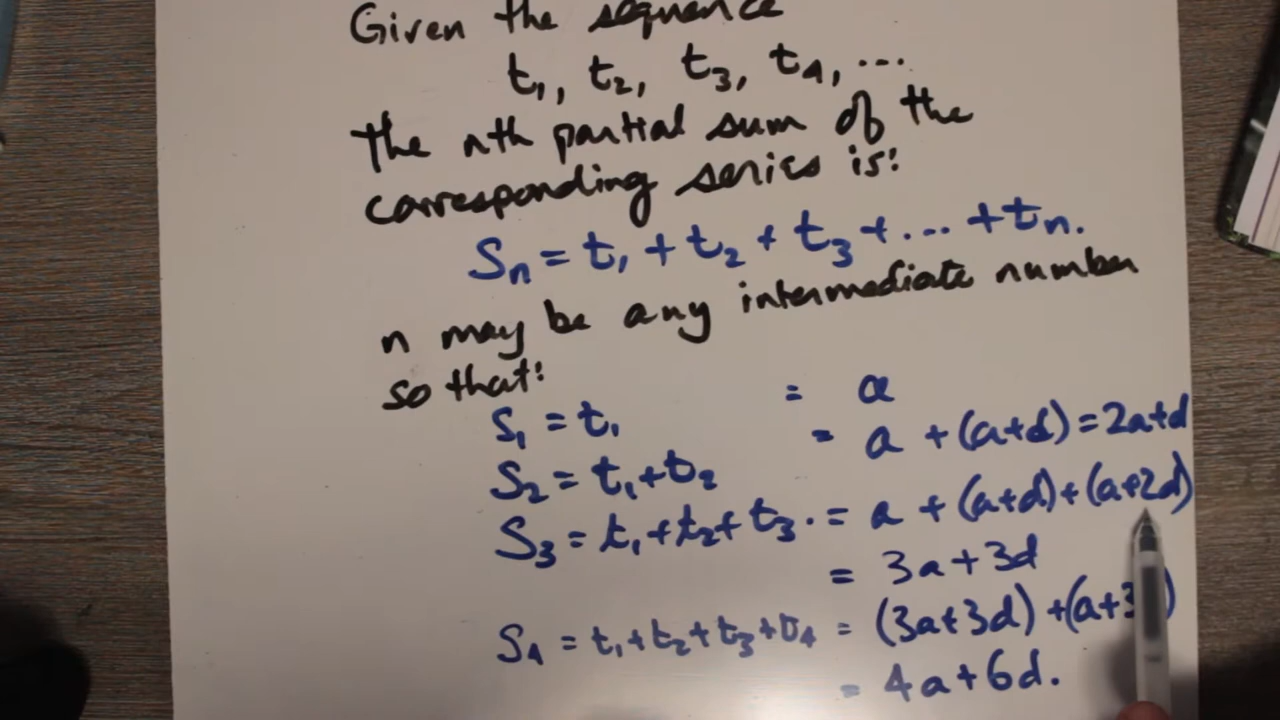 Given the sequence
t₁, t₂, t₃, t₄, ...
the nth partial sum of the
corresponding series is:
Sₙ = t₁ + t₂ + t₃ + ... + tₙ.
n may be any intermediate number
so that:
S₁ = t₁ = a
S₂ = t₁+t₂ = a + (a+d) = 2a+d
S₃ = t₁+t₂+t₃. = a + (a+d)+(a+2d)
= 3a+3d
S₄ = t₁+t₂+t₃+t₄ = (3a+3d) +(a+3 )
= 4a+6d.